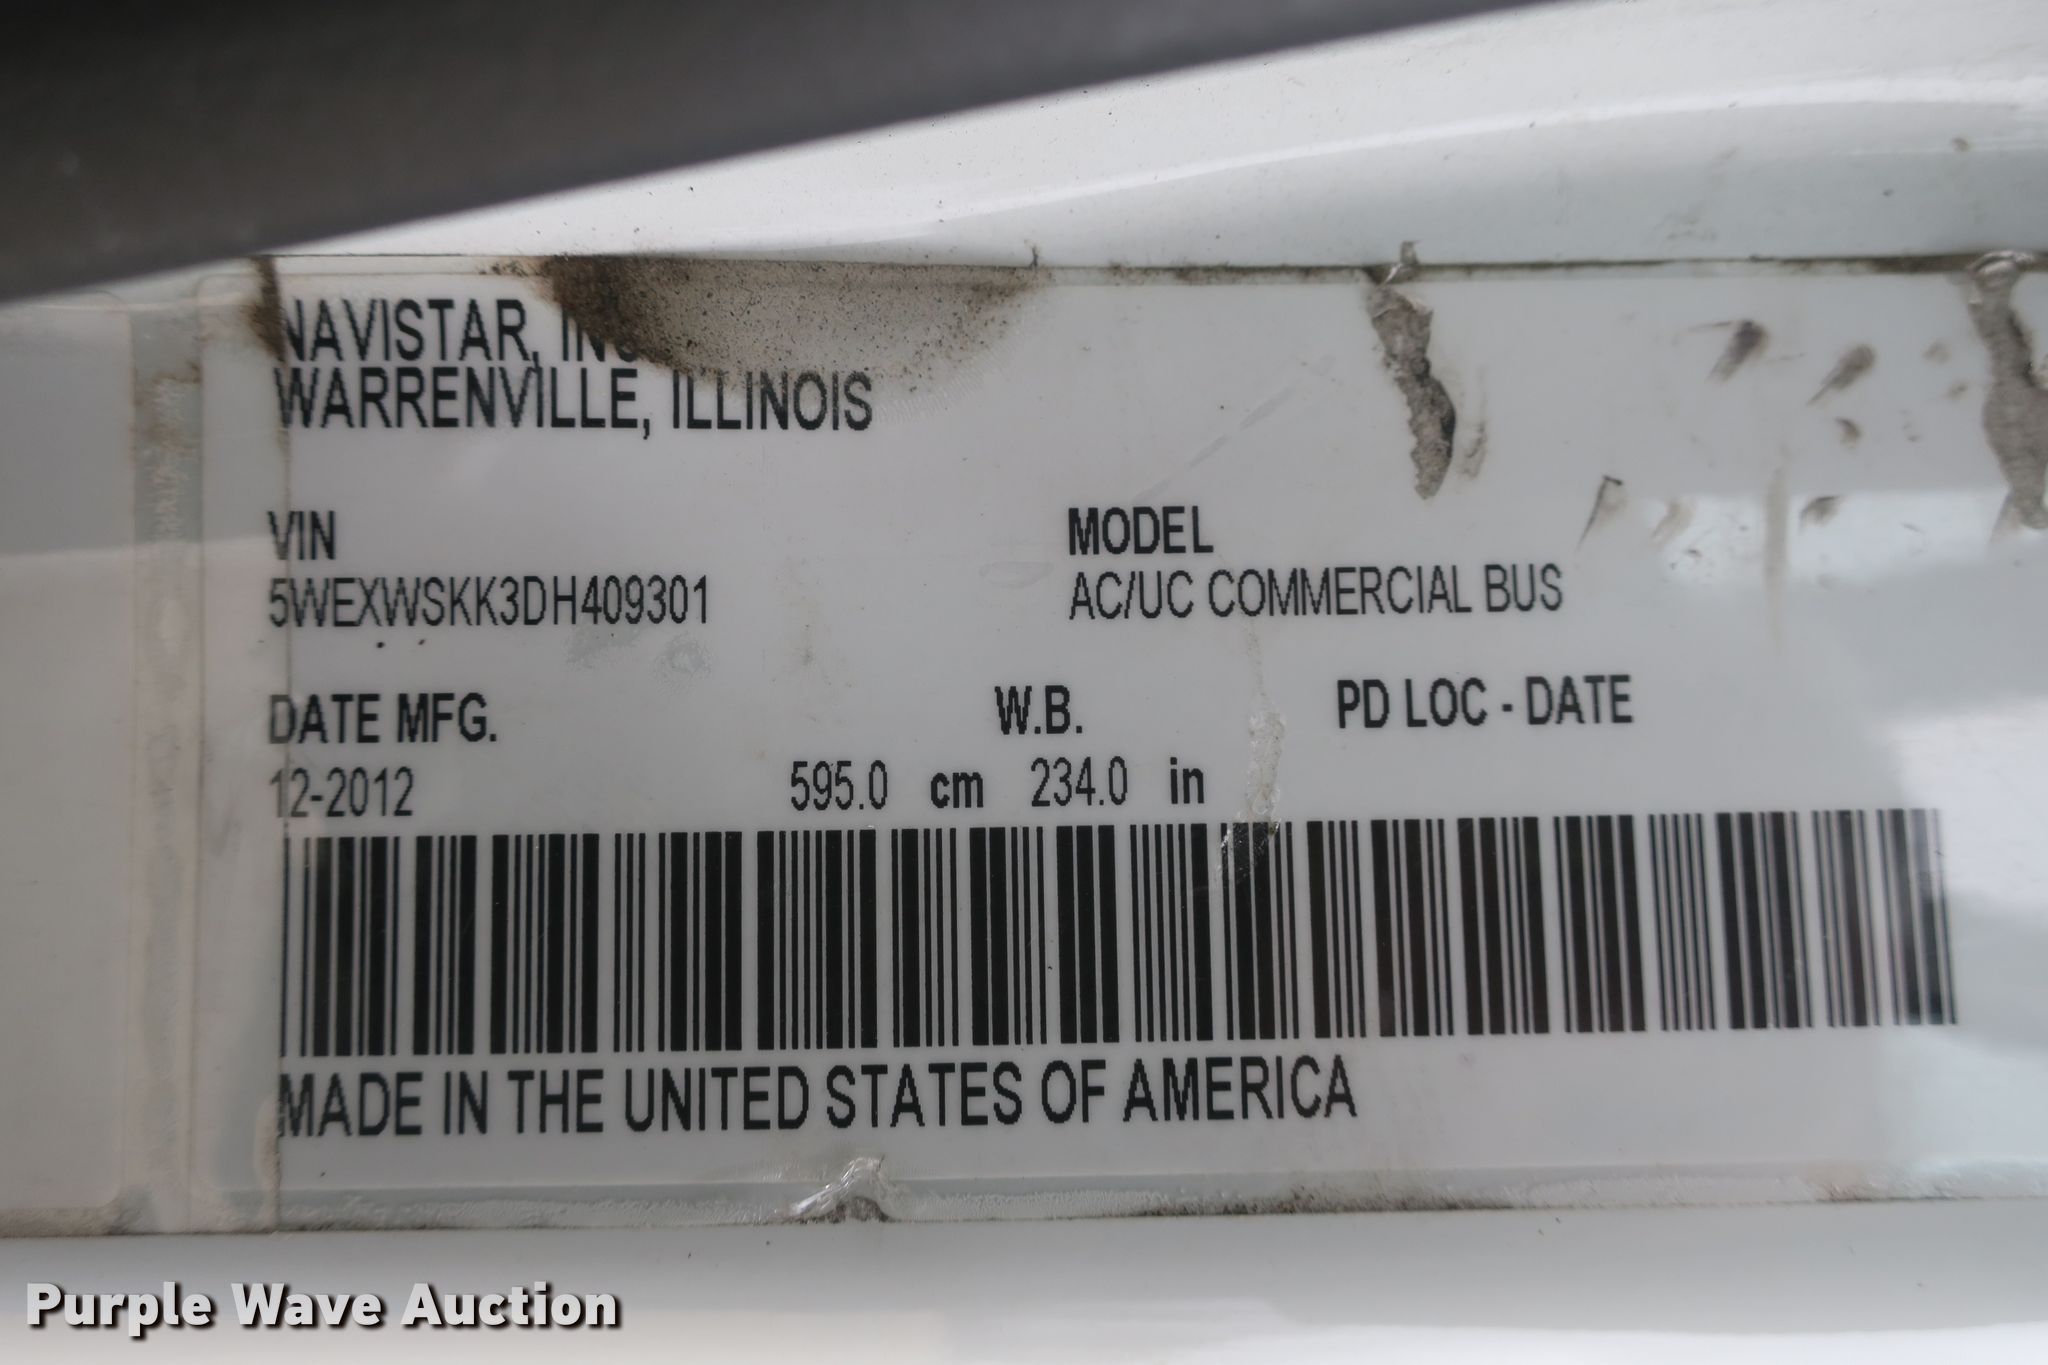 NAVISTAR, INC
WARRENVILLE, ILLINOIS
VIN MODEL
5WEXWSKK3DH409301 AC/UC COMMERCIAL BUS
DATE MFG. W.B. PD LOC - DATE
12-2012 595.0 cm 234.0 in
MADE IN THE UNITED STATES OF AMERICA
Purple Wave Auction